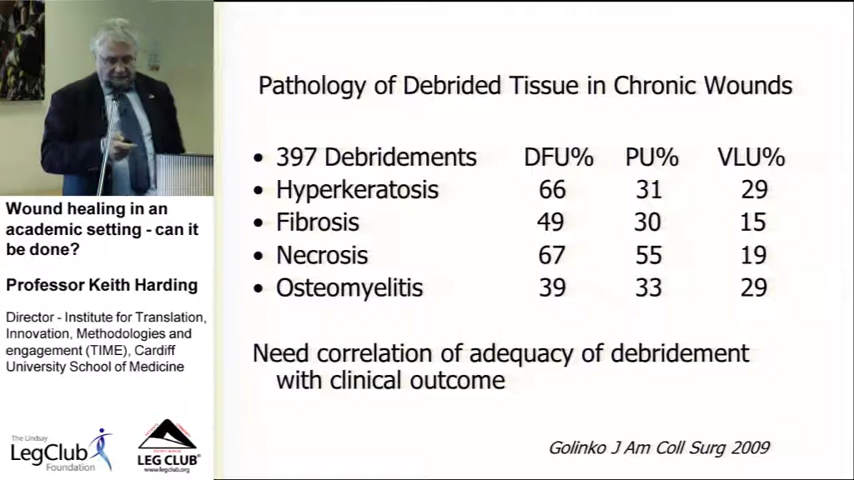 Wound healing in an
academic setting - can it
be done?
Professor Keith Harding
Director - Institute for Translation,
Innovation, Methodologies and
engagement (TIME), Cardiff
University School of Medicine
The Lindsay
LegClub
Foundation
LEG CLUB®
www.legclub.org
Pathology of Debrided Tissue in Chronic Wounds
• 397 Debridements DFU% PU% VLU%
• Hyperkeratosis 66 31 29
• Fibrosis 49 30 15
• Necrosis 67 55 19
• Osteomyelitis 39 33 29
Need correlation of adequacy of debridement
with clinical outcome
Golinko J Am Coll Surg 2009